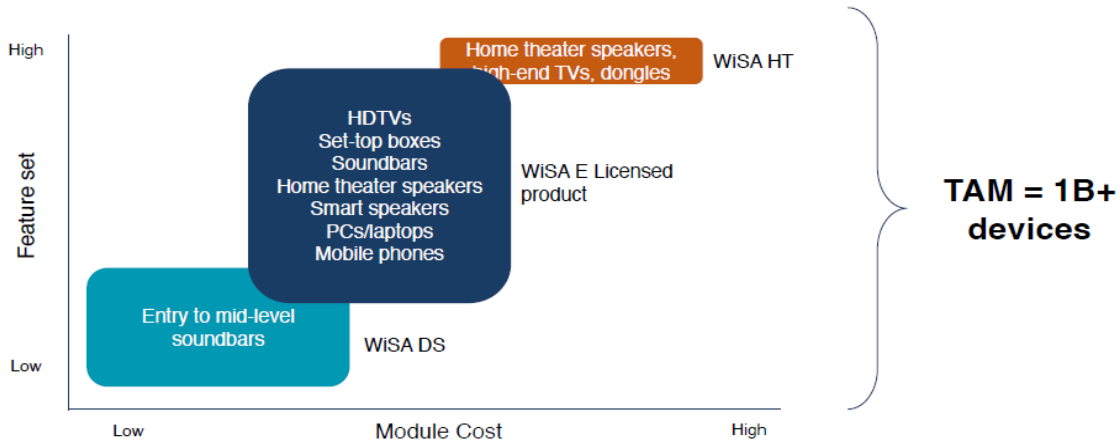 High
Home theater speakers,
high-end TVs, dongles
WiSA HT
HDTVs
Set-top boxes
Soundbars
Home theater speakers
Smart speakers
PCs/laptops
Mobile phones
WiSA E Licensed
product
Feature set
TAM = 1B+
devices
Entry to mid-level
soundbars
WiSA DS
Low
Low
Module Cost
High